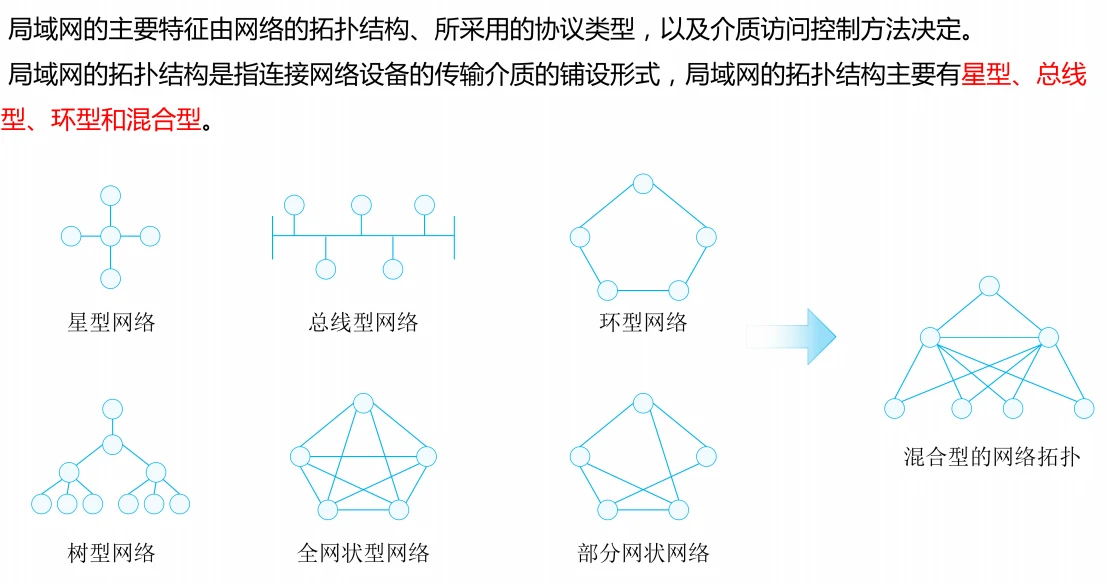 局域网的主要特征由网络的拓扑结构、所采用的协议类型，以及介质访问控制方法决定。
局域网的拓扑结构是指连接网络设备的传输介质的铺设形式，局域网的拓扑结构主要有星型、总线
型、环型和混合型。
星型网络
总线型网络
环型网络
混合型的网络拓扑
树型网络
全网状型网络
部分网状网络